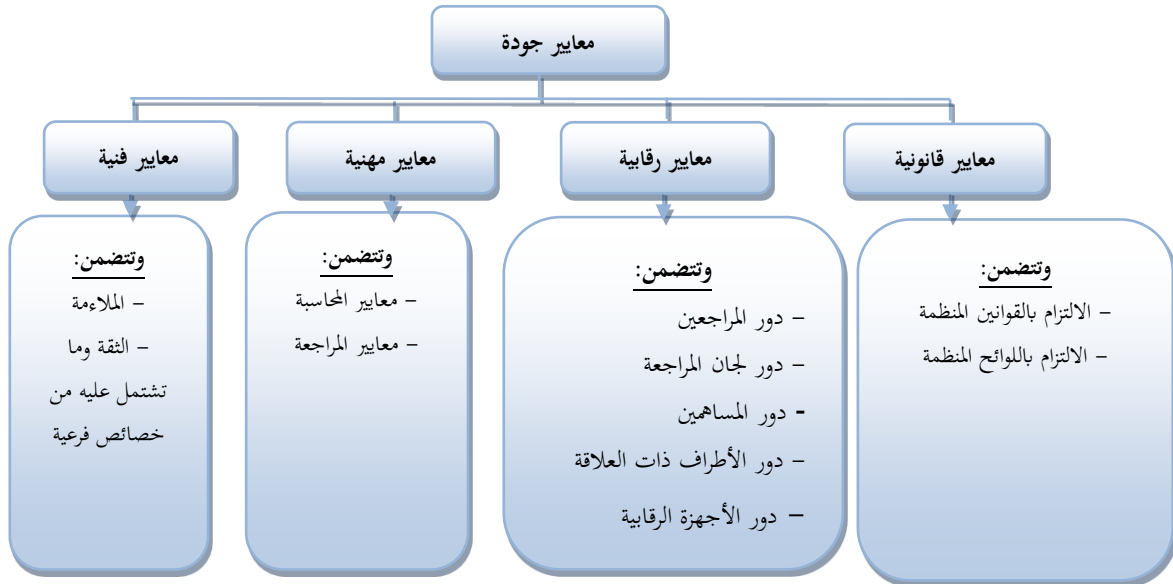 معايير جودة
معايير قانونية
معايير رقابية
معايير مهنية
معايير فنية
وتتضمن:
– الالتزام بالقوانين المنظمة
– الالتزام باللوائح المنظمة
وتتضمن:
– دور المراجعين
– دور لجان المراجعة
- دور المساهمين
– دور الأطراف ذات العلاقة
– دور الأجهزة الرقابية
وتتضمن:
– معايير المحاسبة
– معايير المراجعة
وتتضمن:
– الملاءمة
– الثقة وما
تشتمل عليه من
خصائص فرعية